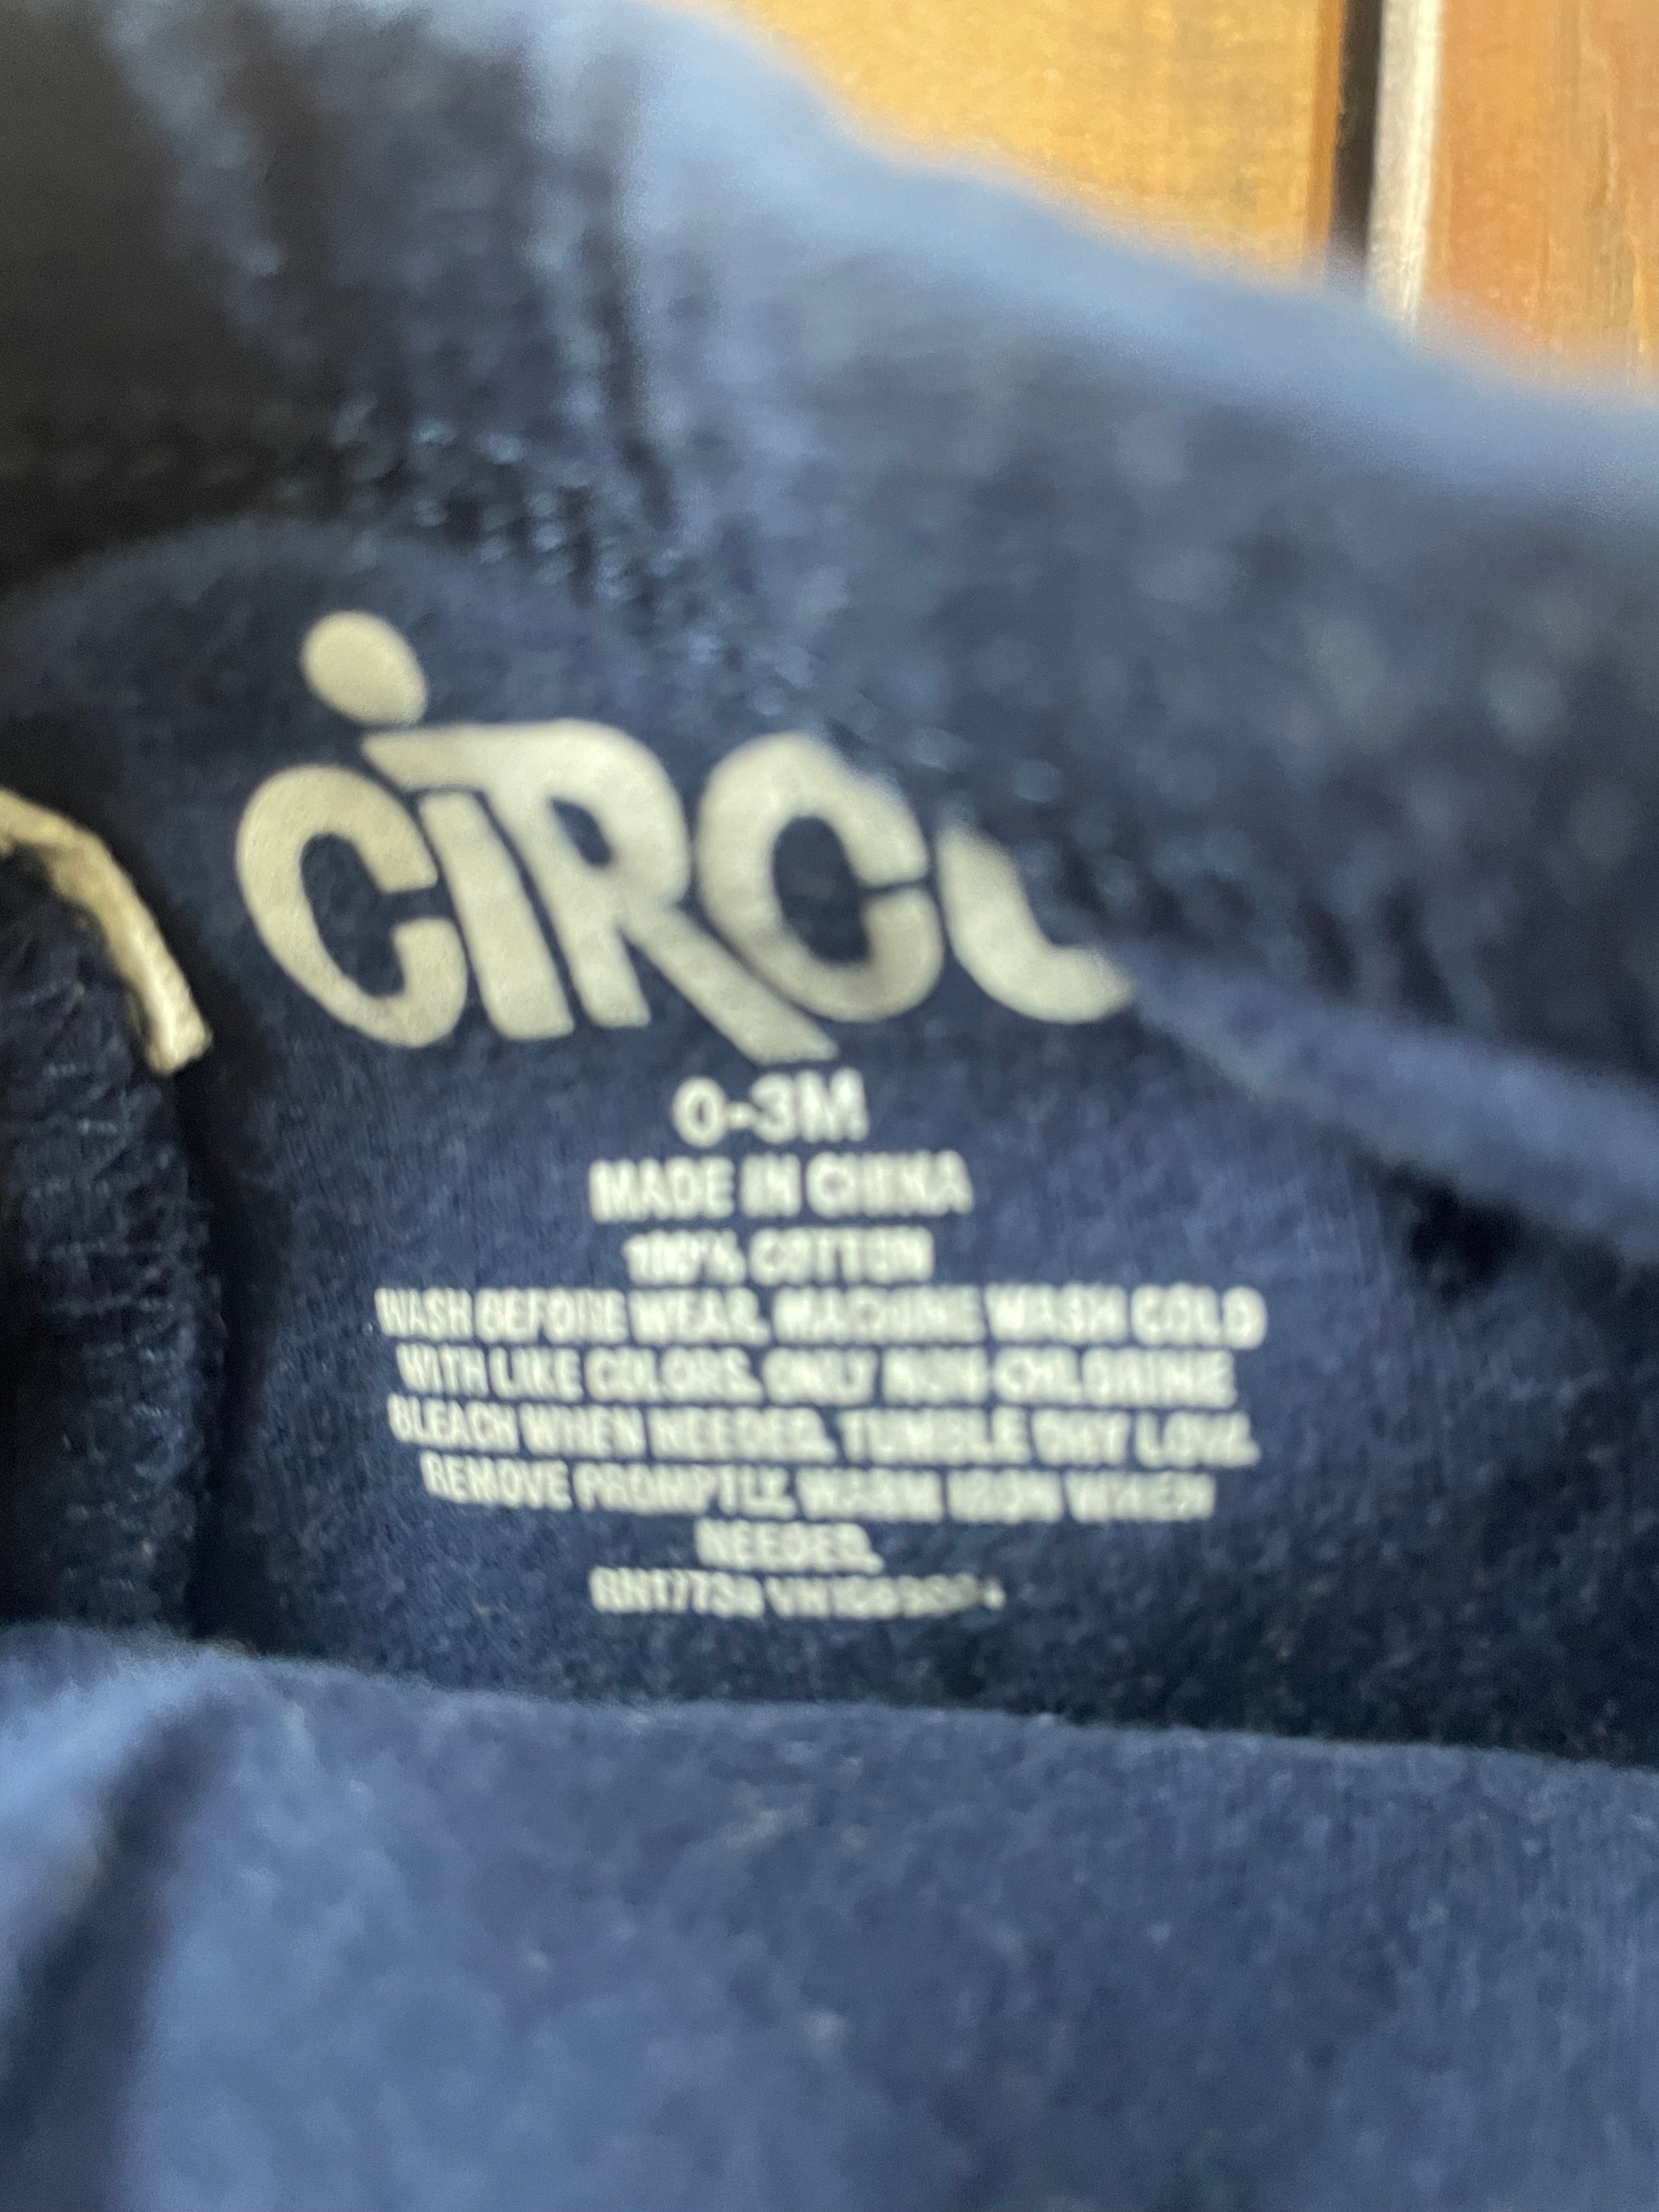 CIRCO
0-3M
MADE IN CHINA
100% COTTON
WASH BEFORE WEAR. MACHINE WASH COLD
WITH LIKE COLORS. ONLY NON-CHLORINE
BLEACH WHEN NEEDED. TUMBLE DRY LOW.
REMOVE PROMPTLY. WARM IRON WHEN
NEEDED.